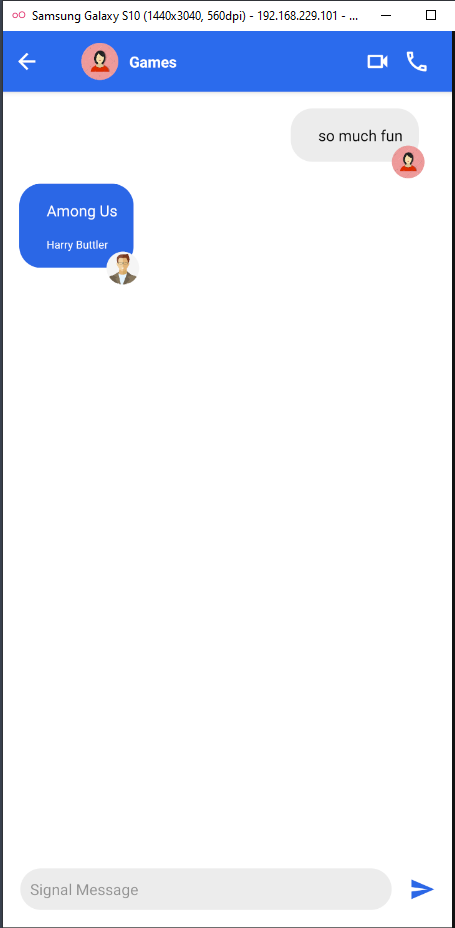 Samsung Galaxy S10 (1440x3040, 560dpi) - 192.168.229.101 - ...
Games
so much fun
Among Us
Harry Buttler
Signal Message